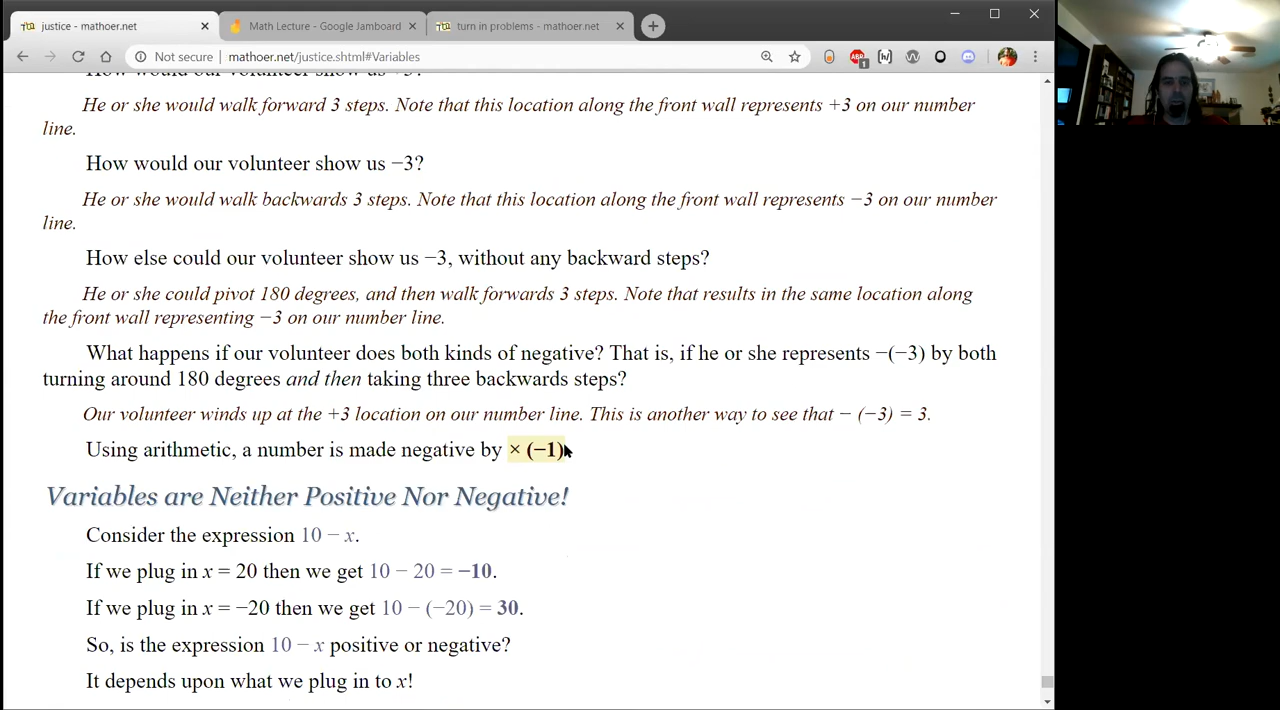 justice - mathoer.net
Math Lecture - Google Jamboard
turn in problems - mathoer.net
Not secure | mathoer.net/justice.shtml#Variables
How would our volunteer show us +3?
He or she would walk forward 3 steps. Note that this location along the front wall represents +3 on our number
line.
How would our volunteer show us −3?
He or she would walk backwards 3 steps. Note that this location along the front wall represents −3 on our number
line.
How else could our volunteer show us −3, without any backward steps?
He or she could pivot 180 degrees, and then walk forwards 3 steps. Note that results in the same location along
the front wall representing −3 on our number line.
What happens if our volunteer does both kinds of negative? That is, if he or she represents −(−3) by both
turning around 180 degrees and then taking three backwards steps?
Our volunteer winds up at the +3 location on our number line. This is another way to see that − (−3) = 3.
Using arithmetic, a number is made negative by × (−1)
Variables are Neither Positive Nor Negative!
Consider the expression 10 − x.
If we plug in x = 20 then we get 10 − 20 = −10.
If we plug in x = −20 then we get 10 − (−20) = 30.
So, is the expression 10 − x positive or negative?
It depends upon what we plug in to x!